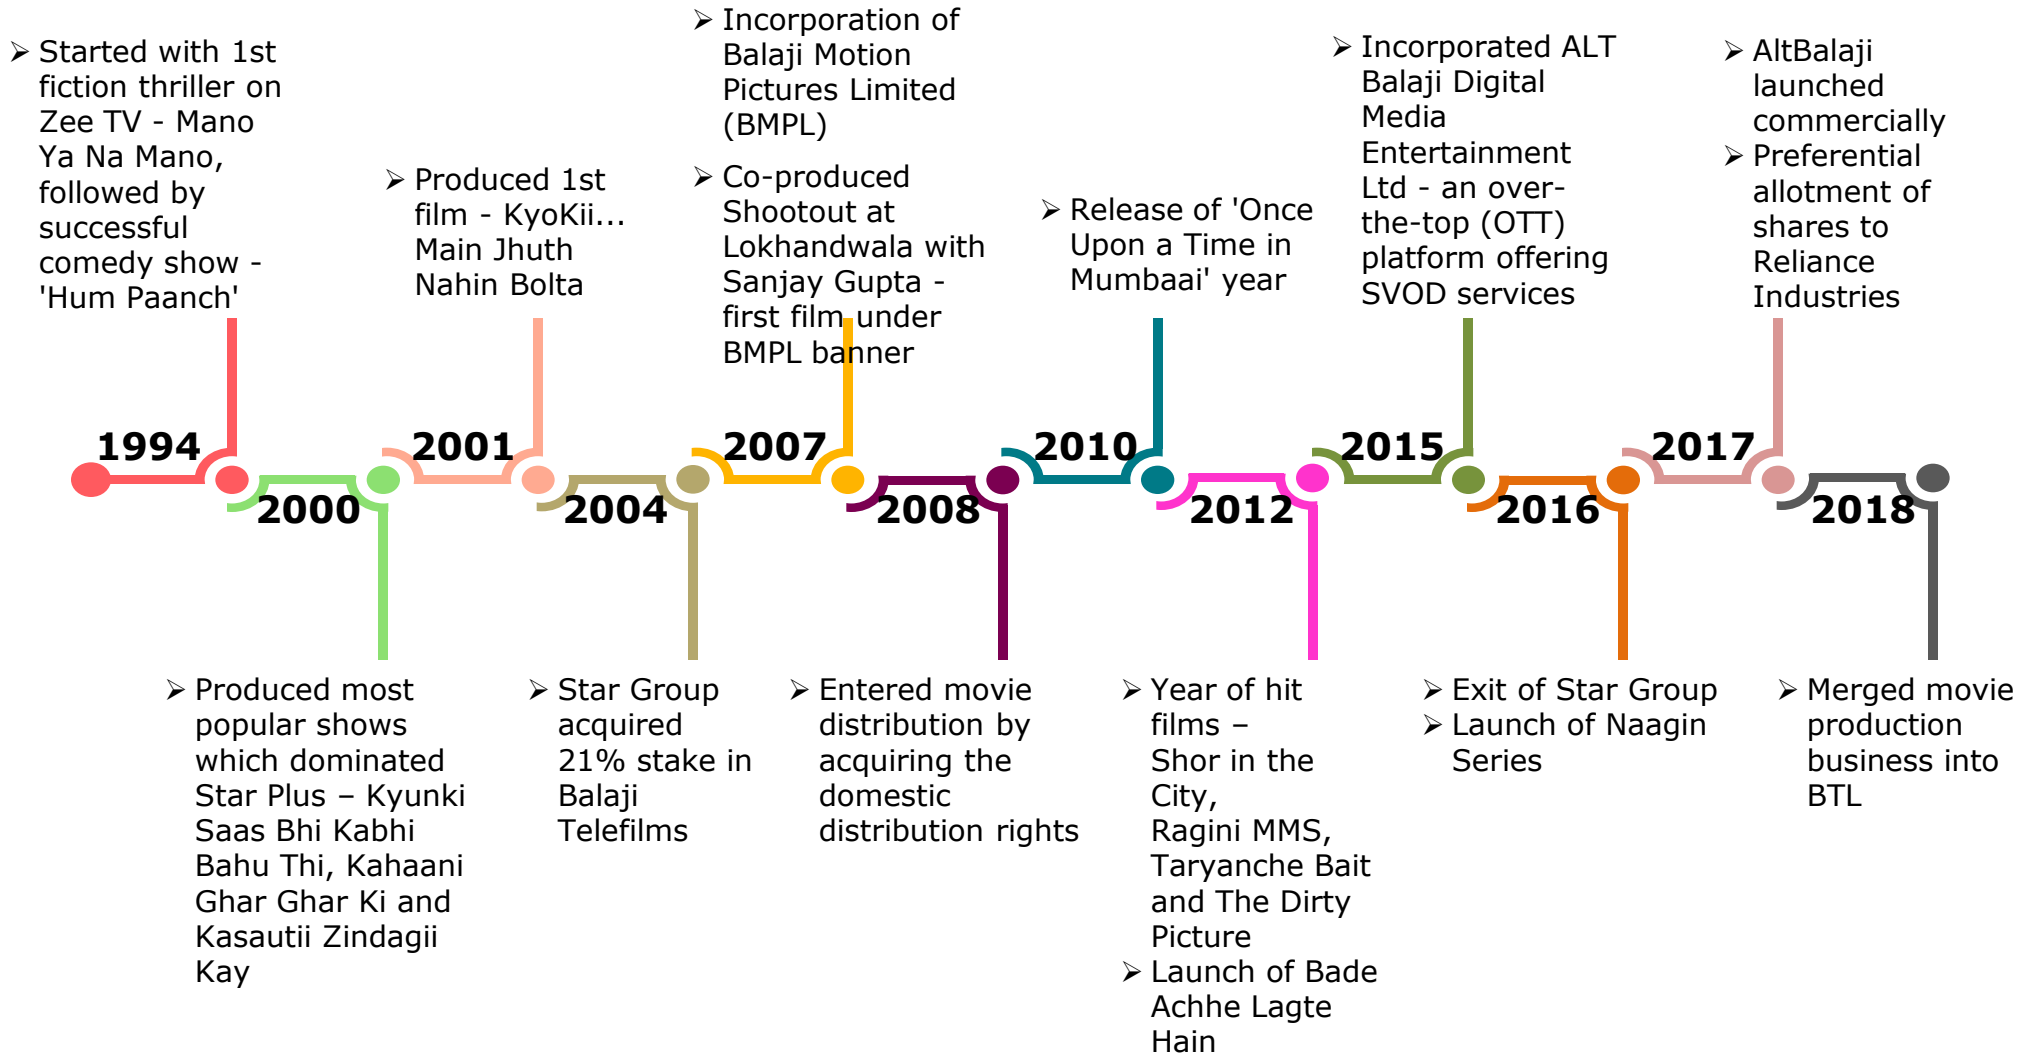 ➢ Started with 1st
fiction thriller on
Zee TV - Mano
Ya Na Mano,
followed by
successful
comedy show -
'Hum Paanch'
1994
2000
➢ Produced most
popular shows
which dominated
Star Plus – Kyunki
Saas Bhi Kabhi
Bahu Thi, Kahaani
Ghar Ghar Ki and
Kasautii Zindagii
Kay
➢ Produced 1st
film - KyoKii...
Main Jhuth
Nahin Bolta
2001
2004
➢ Star Group
acquired
21% stake in
Balaji
Telefilms
➢ Incorporation of
Balaji Motion
Pictures Limited
(BMPL)
➢ Co-produced
Shootout at
Lokhandwala with
Sanjay Gupta -
first film under
BMPL banner
2007
2008
➢ Entered movie
distribution by
acquiring the
domestic
distribution rights
➢ Release of 'Once
Upon a Time in
Mumbaai' year
2010
2012
➢ Year of hit
films –
Shor in the
City,
Ragini MMS,
Taryanche Bait
and The Dirty
Picture
➢ Launch of Bade
Achhe Lagte
Hain
➢ Incorporated ALT
Balaji Digital
Media
Entertainment
Ltd - an over-
the-top (OTT)
platform offering
SVOD services
2015
2016
➢ Exit of Star Group
➢ Launch of Naagin
Series
➢ AltBalaji
launched
commercially
➢ Preferential
allotment of
shares to
Reliance
Industries
2017
2018
➢ Merged movie
production
business into
BTL